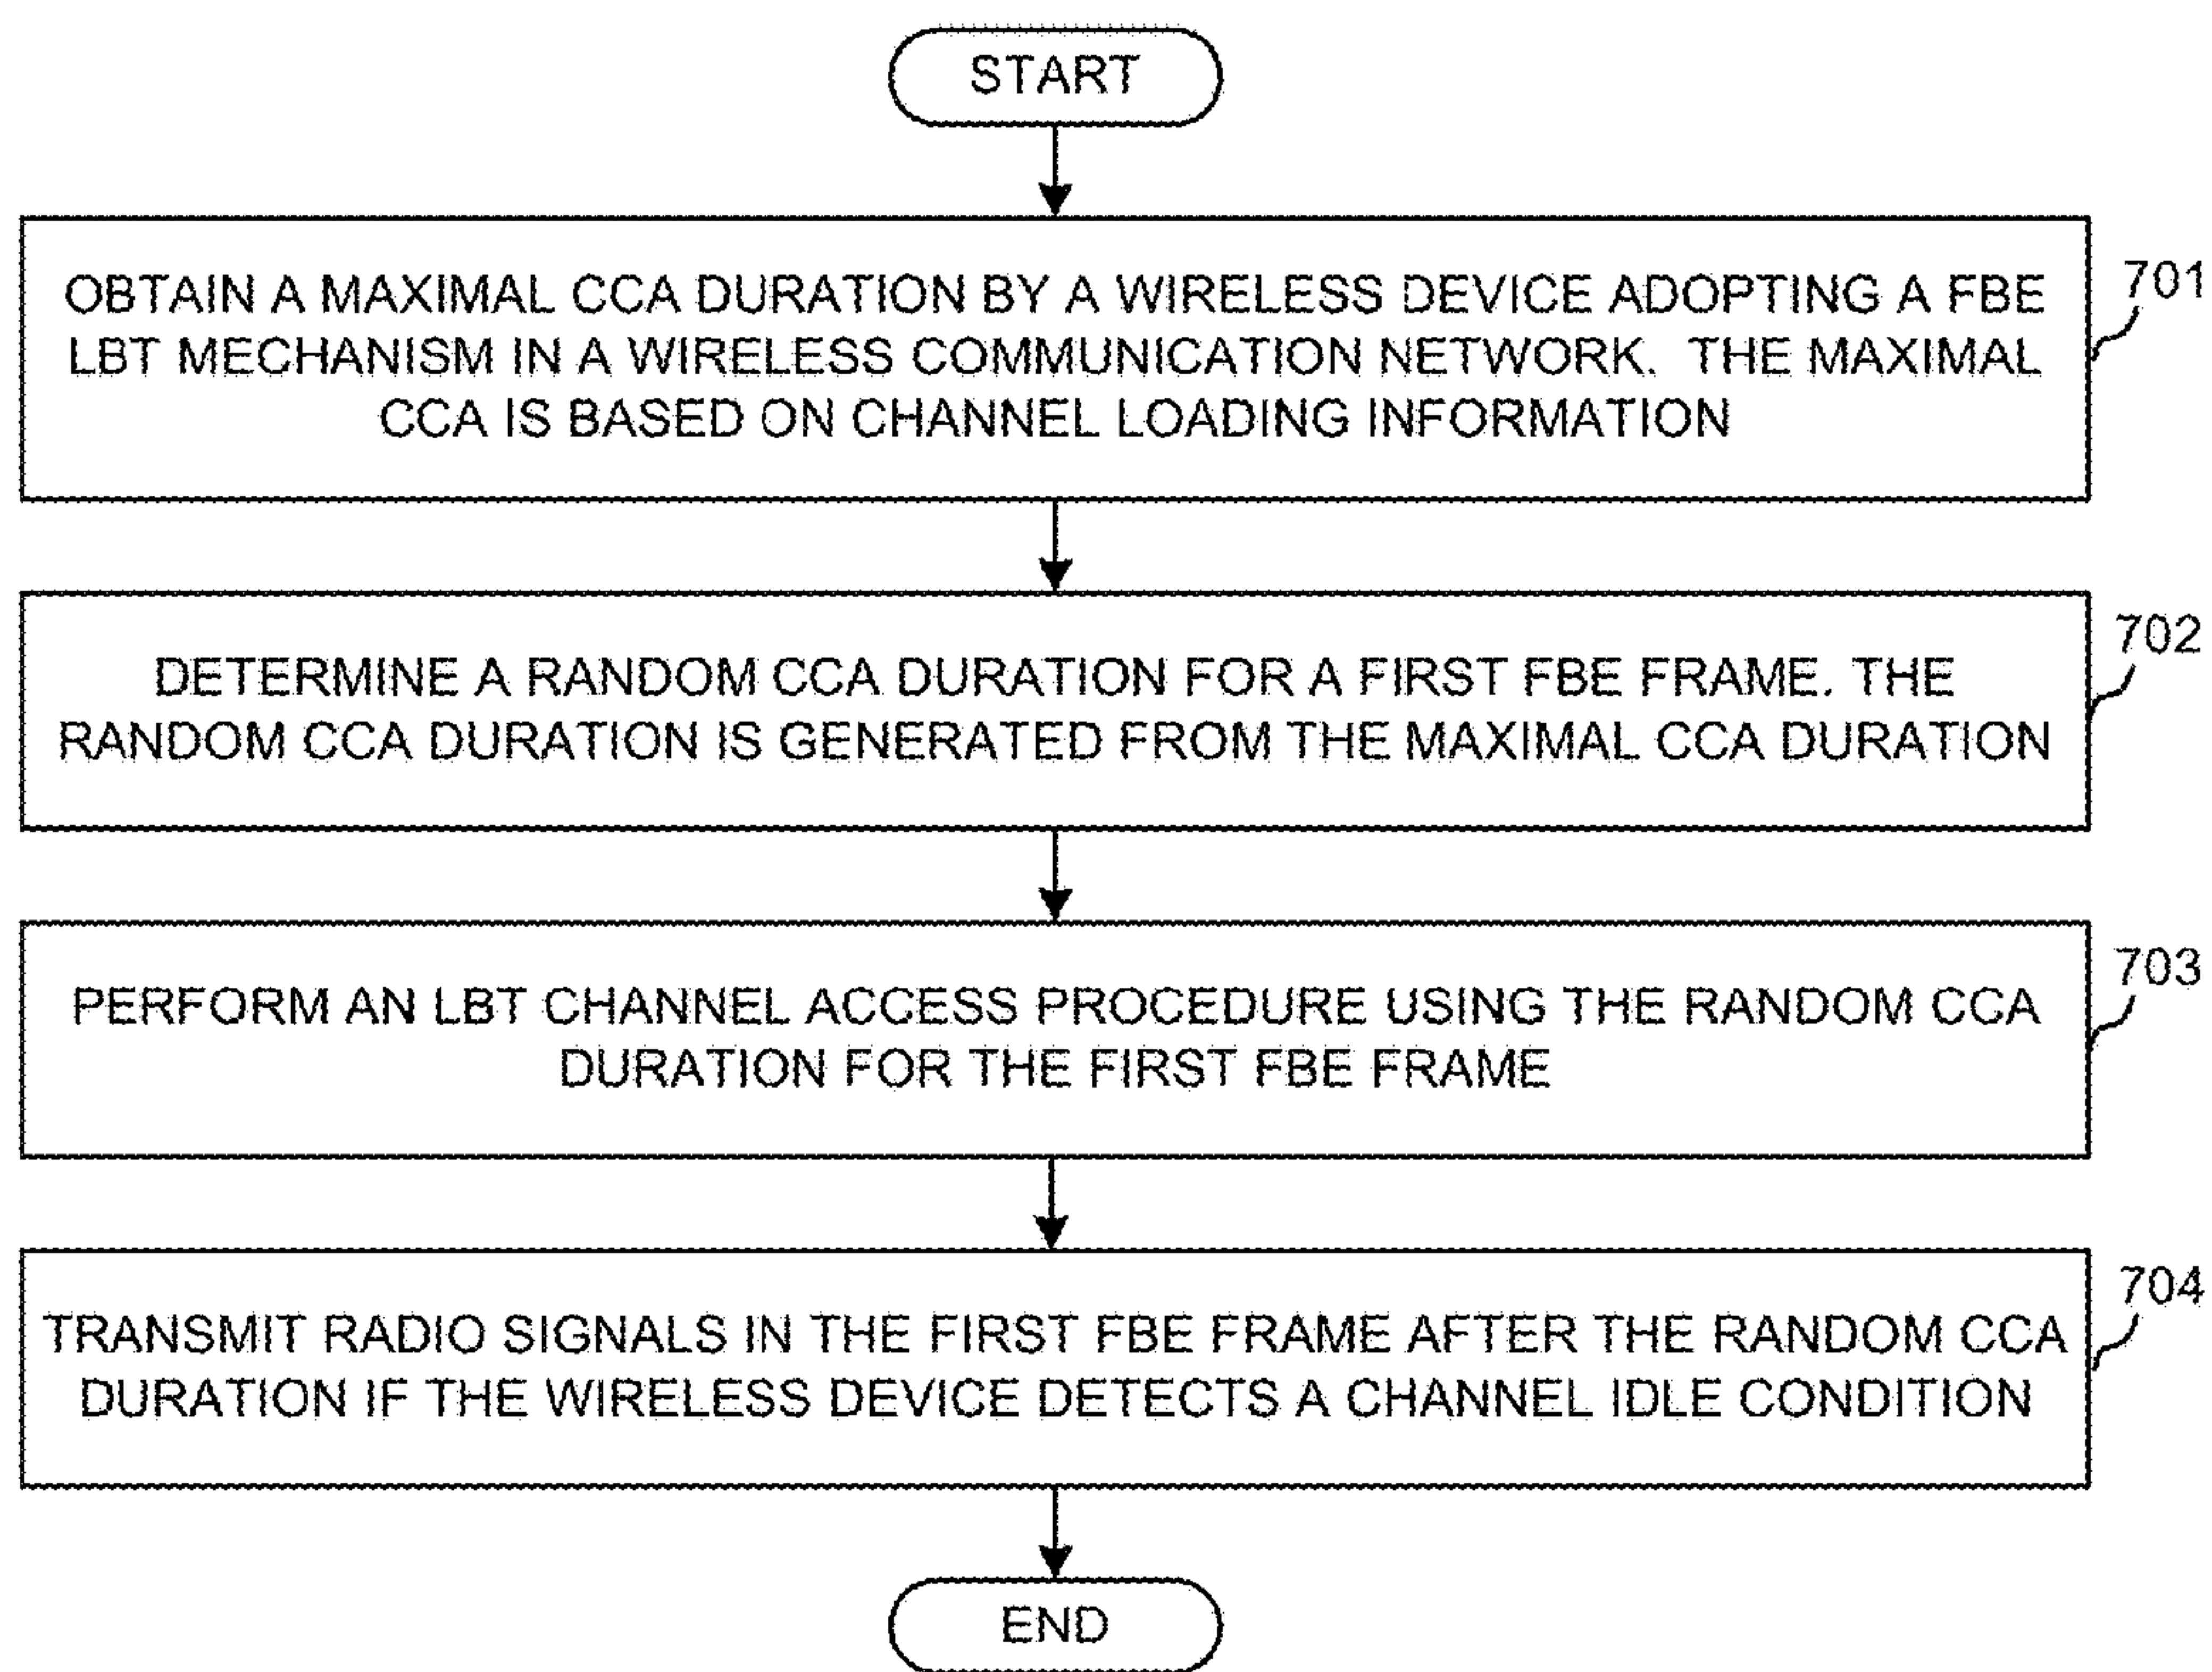 START
OBTAIN A MAXIMAL CCA DURATION BY A WIRELESS DEVICE ADOPTING A FBE
LBT MECHANISM IN A WIRELESS COMMUNICATION NETWORK. THE MAXIMAL
CCA IS BASED ON CHANNEL LOADING INFORMATION
701
DETERMINE A RANDOM CCA DURATION FOR A FIRST FBE FRAME. THE
RANDOM CCA DURATION IS GENERATED FROM THE MAXIMAL CCA DURATION
702
PERFORM AN LBT CHANNEL ACCESS PROCEDURE USING THE RANDOM CCA
DURATION FOR THE FIRST FBE FRAME
703
TRANSMIT RADIO SIGNALS IN THE FIRST FBE FRAME AFTER THE RANDOM CCA
DURATION IF THE WIRELESS DEVICE DETECTS A CHANNEL IDLE CONDITION
704
END